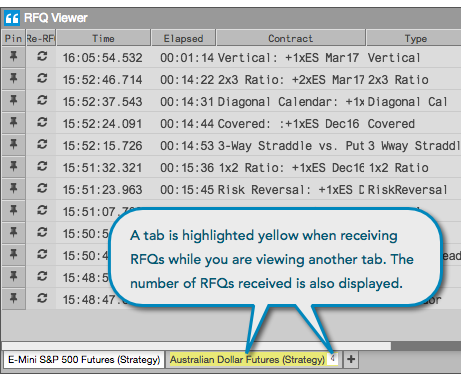 RFQ Viewer
Pin Re-RF Time Elapsed Contract Type
16:05:54.532 00:01:14 Vertical: +1xES Mar17 Vertical
15:52:46.714 00:14:22 2x3 Ratio: +2xES Mar17 2x3 Ratio
15:52:37.543 00:14:31 Diagonal Calendar: +1x Diagonal Cal
15:52:24.091 00:14:44 Covered: :+1xES Dec16 Covered
15:52:15.726 00:14:53 3-Way Straddle vs. Put 3 Wway Straddl
15:51:32.321 00:15:36 1x2 Ratio: +1xES Dec16 1x2 Ratio
15:51:23.963 00:15:45 Risk Reversal: +1xES D RiskReversal
15:51:07.
15:50:5
15:50:4
15:48:5
15:48:47.
A tab is highlighted yellow when receiving
RFQs while you are viewing another tab. The
number of RFQs received is also displayed.
E-Mini S&P 500 Futures (Strategy) Australian Dollar Futures (Strategy) +